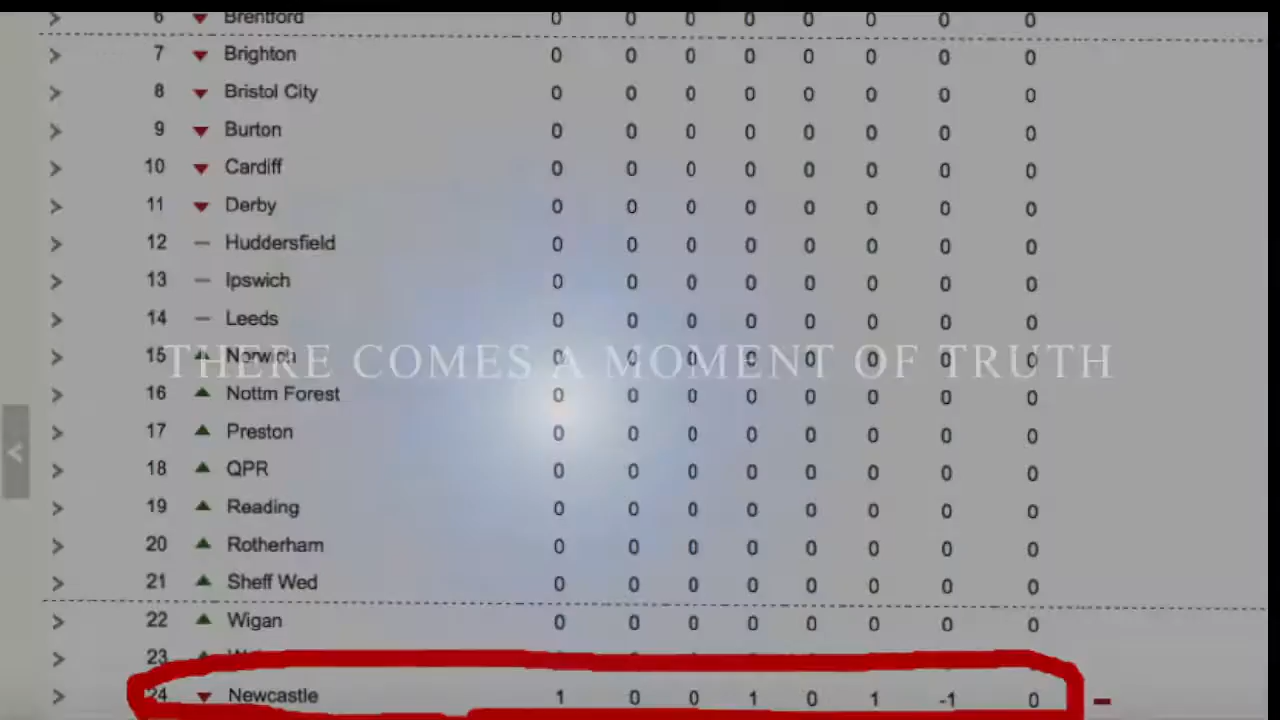 6 Brentford 0 0 0 0 0 0 0 0
7 Brighton 0 0 0 0 0 0 0 0
8 Bristol City 0 0 0 0 0 0 0 0
9 Burton 0 0 0 0 0 0 0 0
10 Cardiff 0 0 0 0 0 0 0 0
11 Derby 0 0 0 0 0 0 0 0
12 Huddersfield 0 0 0 0 0 0 0 0
13 Ipswich 0 0 0 0 0 0 0 0
14 Leeds 0 0 0 0 0 0 0 0
15 Norwich 0 0 0 0 0 0 0 0
THERE COMES A MOMENT OF TRUTH
16 Nottm Forest 0 0 0 0 0 0 0 0
17 Preston 0 0 0 0 0 0 0 0
18 QPR 0 0 0 0 0 0 0 0
19 Reading 0 0 0 0 0 0 0 0
20 Rotherham 0 0 0 0 0 0 0 0
21 Sheff Wed 0 0 0 0 0 0 0 0
22 Wigan 0 0 0 0 0 0 0 0
23
24 Newcastle 1 0 0 1 0 1 -1 0